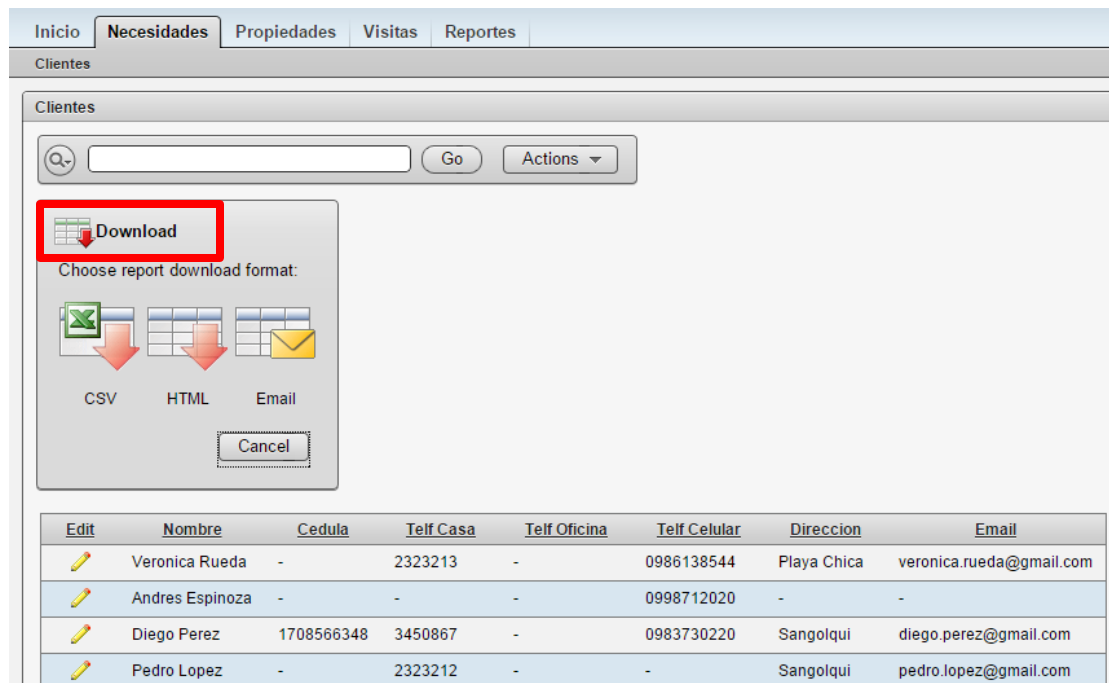 Inicio Necesidades Propiedades Visitas Reportes
Clientes
Clientes
Go Actions
Download
Choose report download format:
CSV HTML Email
Cancel
Edit Nombre Cedula Telf Casa Telf Oficina Telf Celular Direccion Email
Veronica Rueda - 2323213 - 0986138544 Playa Chica veronica.rueda@gmail.com
Andres Espinoza - - - 0998712020 - -
Diego Perez 1708566348 3450867 - 0983730220 Sangolqui diego.perez@gmail.com
Pedro Lopez - 2323212 - - Sangolqui pedro.lopez@gmail.com